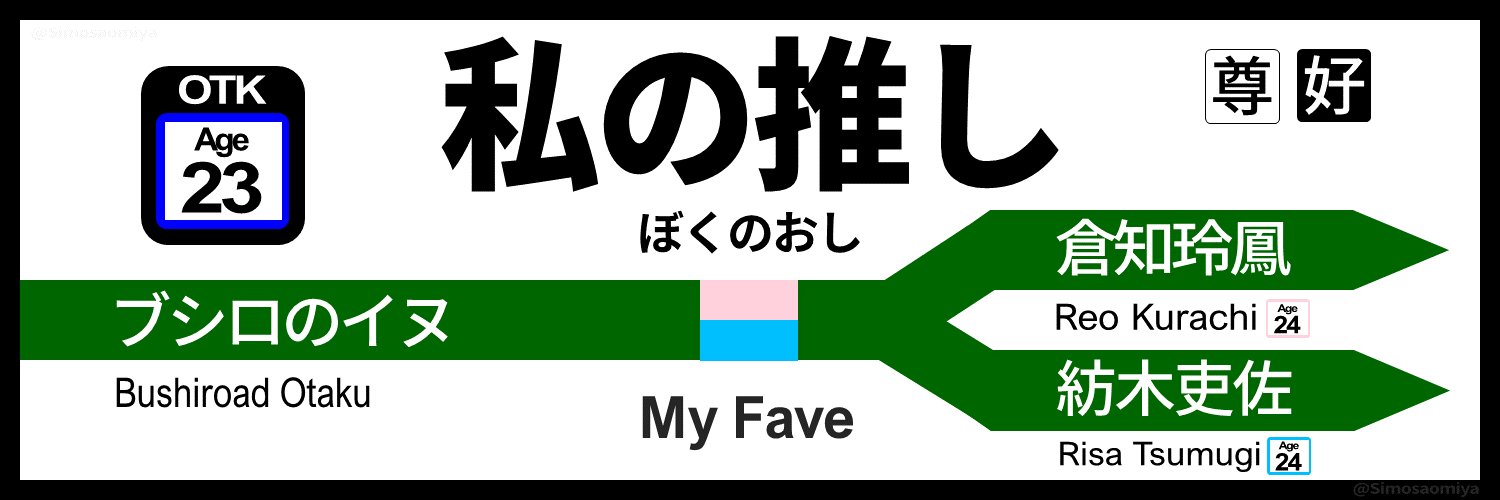 @Simosaomiya
OTK
Age
23
私の推し
尊 好
ぼくのおし
ブシロのイヌ
Bushiroad Otaku
My Fave
倉知玲鳳
Reo Kurachi Age 24
紡木吏佐
Risa Tsumugi Age 24
@Simosaomiya